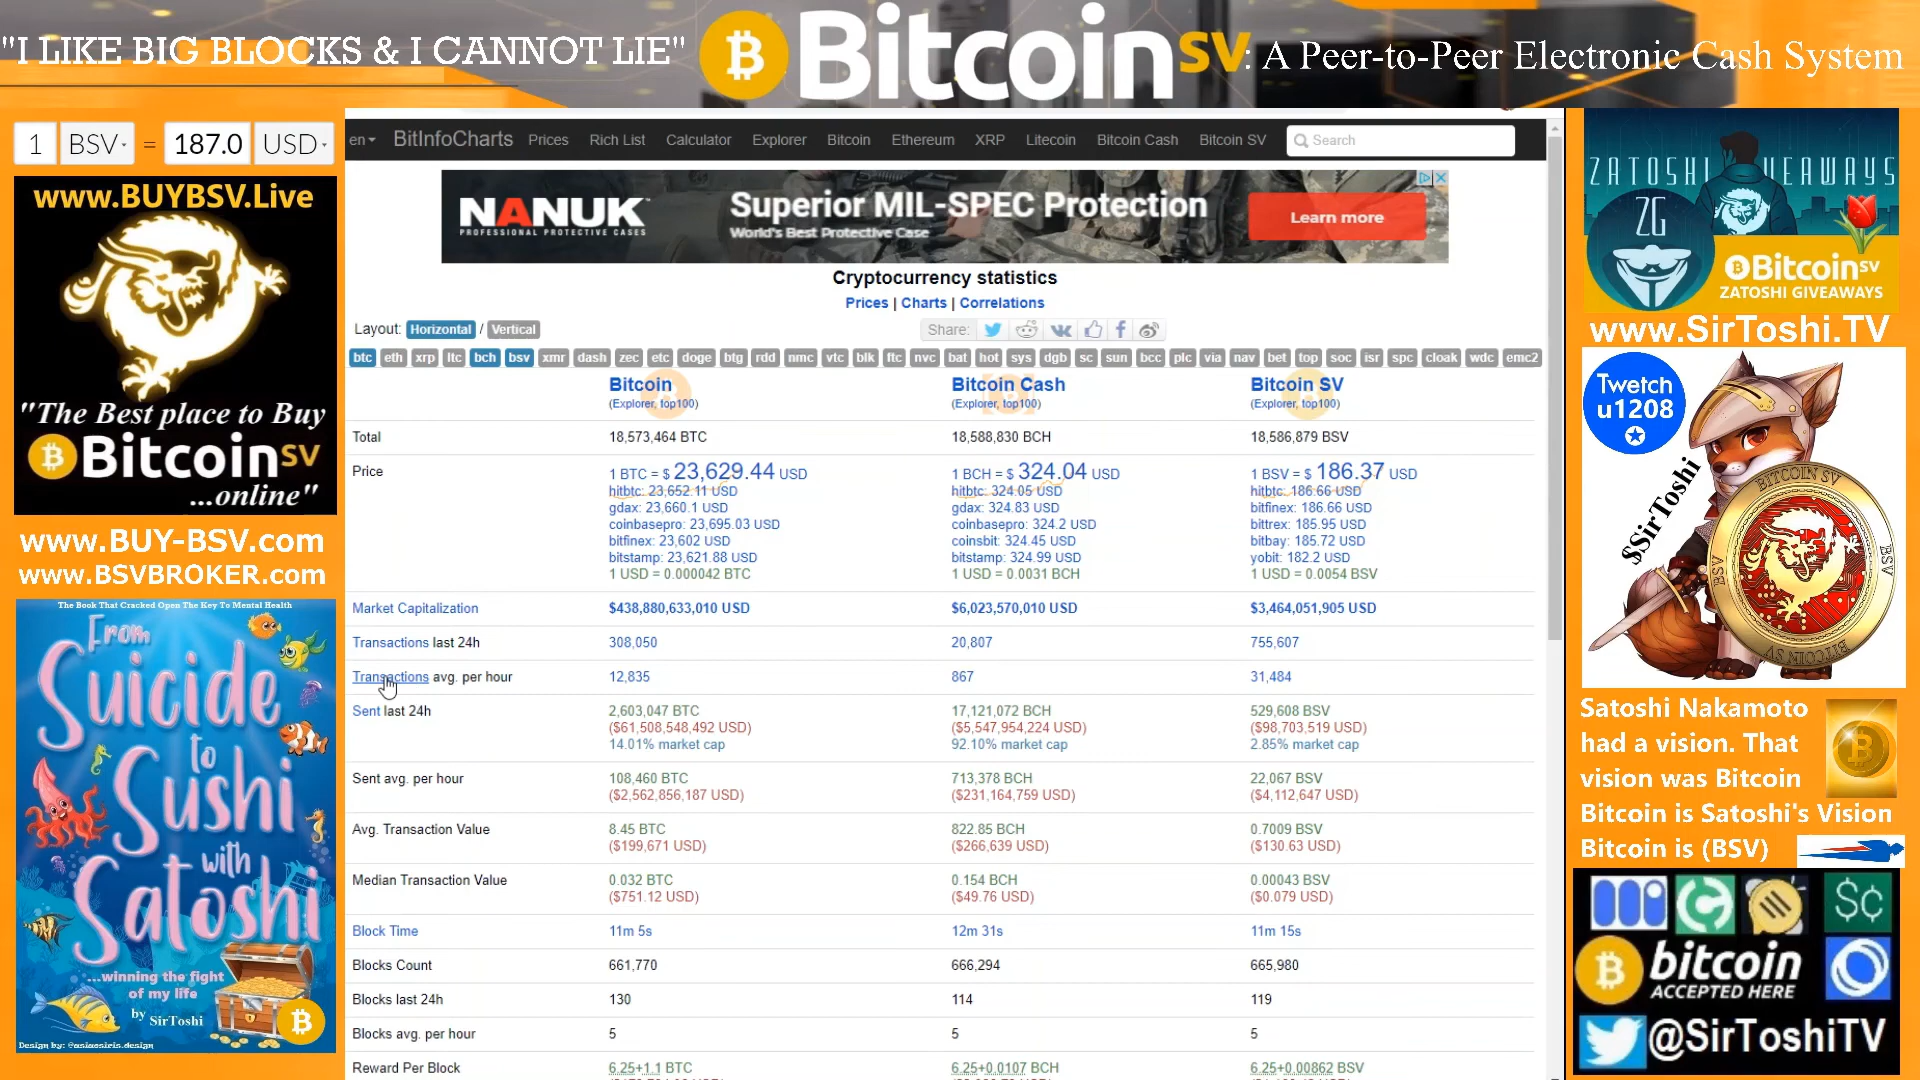 "I LIKE BIG BLOCKS & I CANNOT LIE"
Bitcoin SV: A Peer-to-Peer Electronic Cash System
1 BSV = 187.0 USD
www.BUYBSV.Live
"The Best place to Buy
Bitcoin SV
...online"
www.BUY-BSV.com
www.BSVBROKER.com
The Book That Cracked Open The Key To Mental Health
From
Suicide
to
Sushi
with
Satoshi
...winning the fight
of my life
by SirToshi
Design by: @asiaosiris.design
en BitInfoCharts Prices Rich List Calculator Explorer Bitcoin Ethereum XRP Litecoin Bitcoin Cash Bitcoin SV Search
NANUK
PROFESSIONAL PROTECTIVE CASES
Superior MIL-SPEC Protection
World's Best Protective Case
Learn more
Cryptocurrency statistics
Prices | Charts | Correlations
Layout: Horizontal / Vertical
Share:
btc eth xrp ltc bch bsv xmr dash zec etc doge btg rdd nmc vtc blk ftc nvc bat hot sys dgb sc sun bcc plc via nav bet top soc isr spc cloak wdc emc2
Bitcoin Bitcoin Cash Bitcoin SV
(Explorer, top100) (Explorer, top100) (Explorer, top100)
Total 18,573,464 BTC 18,588,830 BCH 18,586,879 BSV
Price 1 BTC = $ 23,629.44 USD 1 BCH = $ 324.04 USD 1 BSV = $ 186.37 USD
hitbtc: 23,652.11 USD hitbtc: 324.05 USD hitbtc: 186.66 USD
gdax: 23,660.1 USD gdax: 324.83 USD bitfinex: 186.66 USD
coinbasepro: 23,695.03 USD coinbasepro: 324.2 USD bittrex: 185.95 USD
bitfinex: 23,602 USD coinsbit: 324.45 USD bitbay: 185.72 USD
bitstamp: 23,621.88 USD bitstamp: 324.99 USD yobit: 182.2 USD
1 USD = 0.000042 BTC 1 USD = 0.0031 BCH 1 USD = 0.0054 BSV
Market Capitalization $438,880,633,010 USD $6,023,570,010 USD $3,464,051,905 USD
Transactions last 24h 308,050 20,807 755,607
Transactions avg. per hour 12,835 867 31,484
Sent last 24h 2,603,047 BTC 17,121,072 BCH 529,608 BSV
($61,508,548,492 USD) ($5,547,954,224 USD) ($98,703,519 USD)
14.01% market cap 92.10% market cap 2.85% market cap
Sent avg. per hour 108,460 BTC 713,378 BCH 22,067 BSV
($2,562,856,187 USD) ($231,164,759 USD) ($4,112,647 USD)
Avg. Transaction Value 8.45 BTC 822.85 BCH 0.7009 BSV
($199,671 USD) ($266,639 USD) ($130.63 USD)
Median Transaction Value 0.032 BTC 0.154 BCH 0.00043 BSV
($751.12 USD) ($49.76 USD) ($0.079 USD)
Block Time 11m 5s 12m 31s 11m 15s
Blocks Count 661,770 666,294 665,980
Blocks last 24h 130 114 119
Blocks avg. per hour 5 5 5
Reward Per Block 6.25+1.1 BTC 6.25+0.0107 BCH 6.25+0.00862 BSV
ZG
Bitcoin SV
ZATOSHI GIVEAWAYS
www.SirToshi.TV
Twetch
u1208
$SirToshi
BITCOIN SV
BSV
BSV
BITCOIN SV
Satoshi Nakamoto
had a vision. That
vision was Bitcoin
Bitcoin is Satoshi's Vision
Bitcoin is (BSV)
bitcoin
ACCEPTED HERE
@SirToshiTV